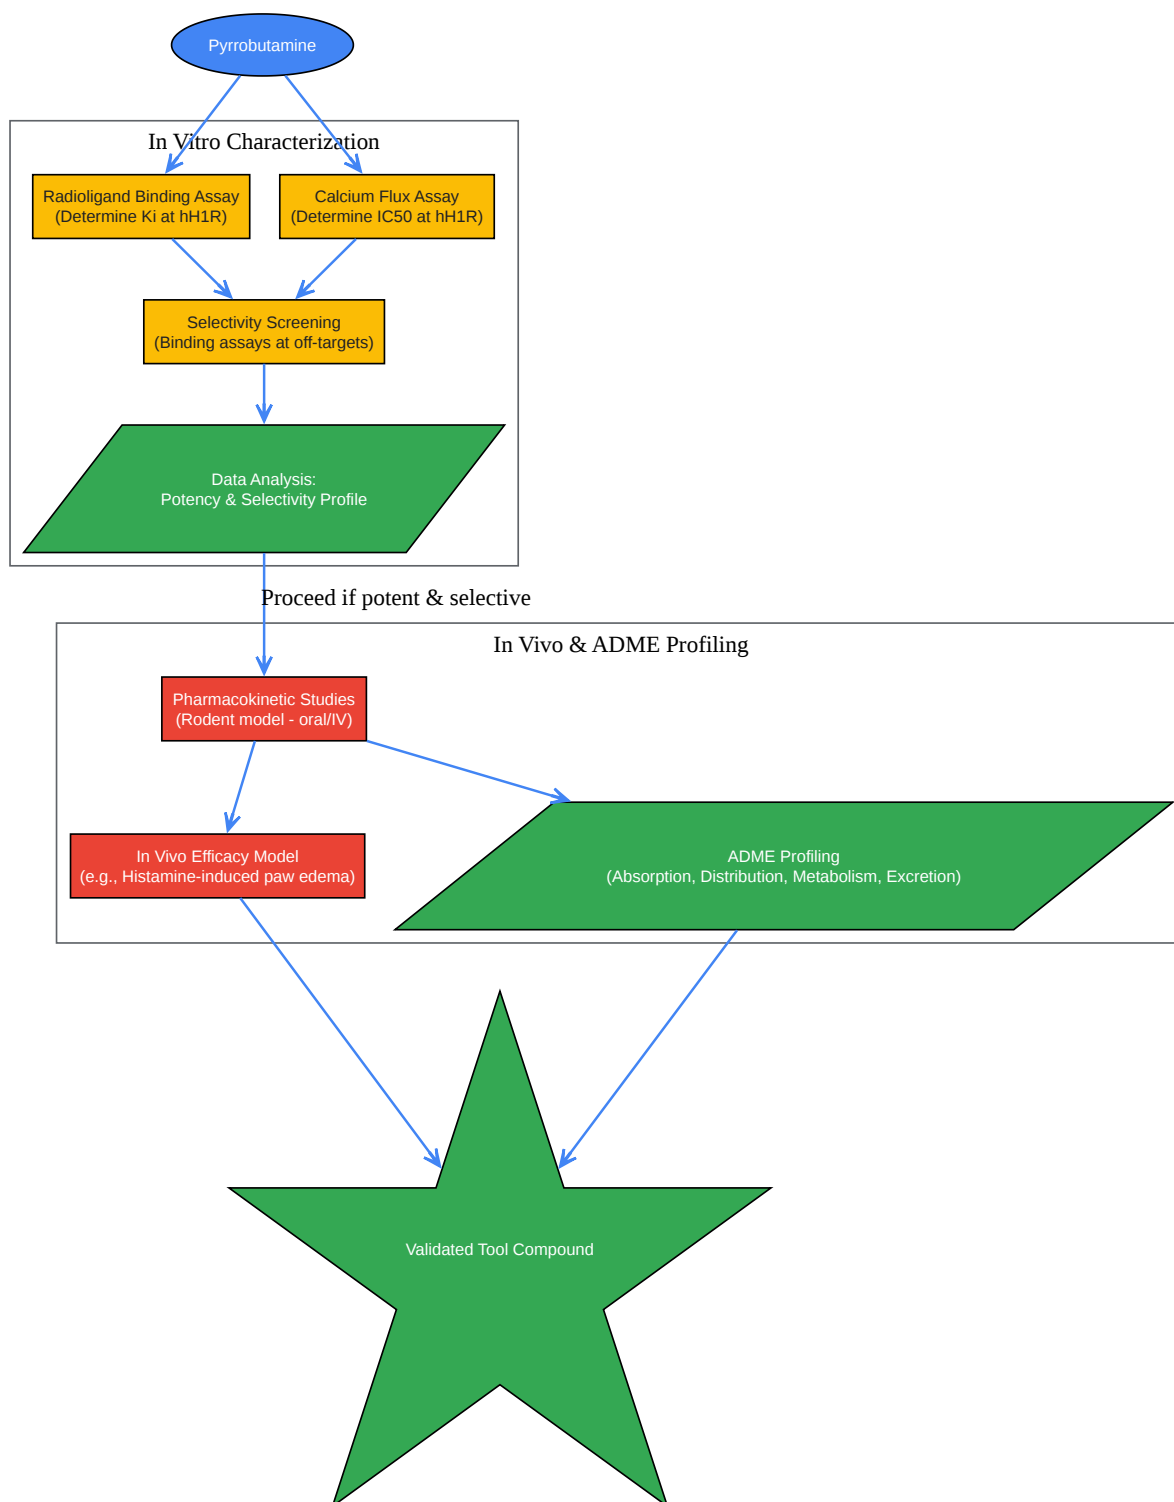 Pyrrobutamine
In Vitro Characterization
Radioligand Binding Assay
(Determine Ki at hH1R)
Calcium Flux Assay
(Determine IC50 at hH1R)
Selectivity Screening
(Binding assays at off-targets)
Data Analysis:
Potency & Selectivity Profile
Proceed if potent & selective
In Vivo & ADME Profiling
Pharmacokinetic Studies
(Rodent model - oral/IV)
In Vivo Efficacy Model
(e.g., Histamine-induced paw edema)
ADME Profiling
(Absorption, Distribution, Metabolism, Excretion)
Validated Tool Compound